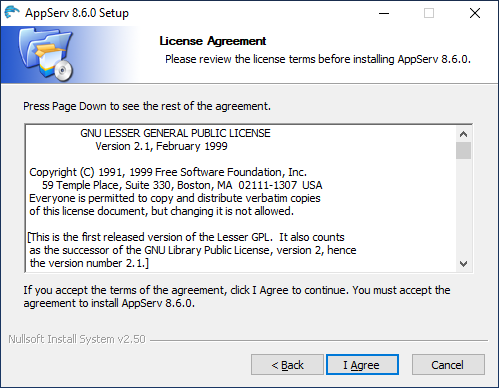 AppServ 8.6.0 Setup
License Agreement
Please review the license terms before installing AppServ 8.6.0.
Press Page Down to see the rest of the agreement.
GNU LESSER GENERAL PUBLIC LICENSE
Version 2.1, February 1999
Copyright (C) 1991, 1999 Free Software Foundation, Inc.
59 Temple Place, Suite 330, Boston, MA  02111-1307  USA
Everyone is permitted to copy and distribute verbatim copies
of this license document, but changing it is not allowed.
[This is the first released version of the Lesser GPL.  It also counts
as the successor of the GNU Library Public License, version 2, hence
the version number 2.1.]
If you accept the terms of the agreement, click I Agree to continue. You must accept the
agreement to install AppServ 8.6.0.
Nullsoft Install System v2.50
< Back
I Agree
Cancel